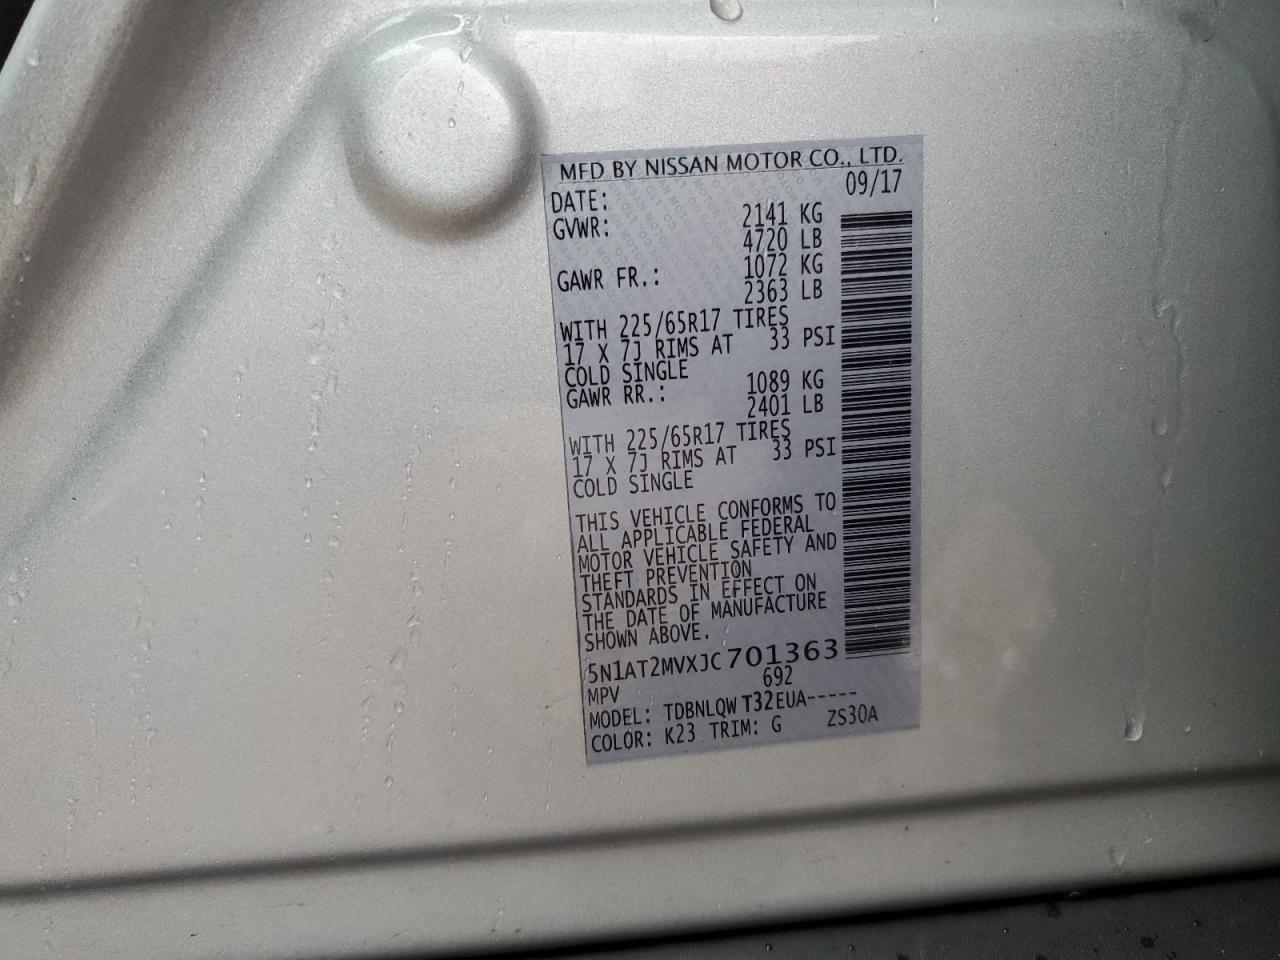 MFD BY NISSAN MOTOR CO., LTD.
DATE: 09/17
GVWR: 2141 KG
4720 LB
GAWR FR.: 1072 KG
2363 LB
WITH 225/65R17 TIRES
17 X 7J RIMS AT 33 PSI
COLD SINGLE
GAWR RR.: 1089 KG
2401 LB
WITH 225/65R17 TIRES
17 X 7J RIMS AT 33 PSI
COLD SINGLE
THIS VEHICLE CONFORMS TO
ALL APPLICABLE FEDERAL
MOTOR VEHICLE SAFETY AND
THEFT PREVENTION
STANDARDS IN EFFECT ON
THE DATE OF MANUFACTURE
SHOWN ABOVE.
5N1AT2MVXJC701363
MPV 692
MODEL: TDBNLQWT32EUA-----
COLOR: K23 TRIM: G ZS30A